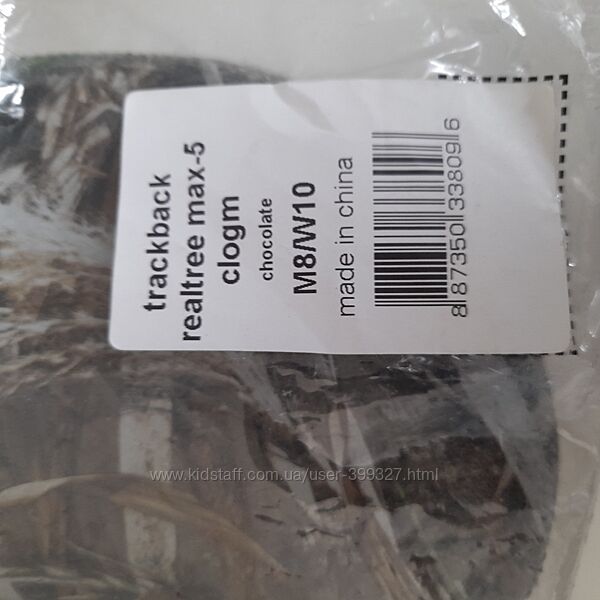 trackback
realtree max-5
clogm
chocolate
M8/W10
made in china
8 87350 33809 6
www.kidstaff.com.ua/user-399327.html